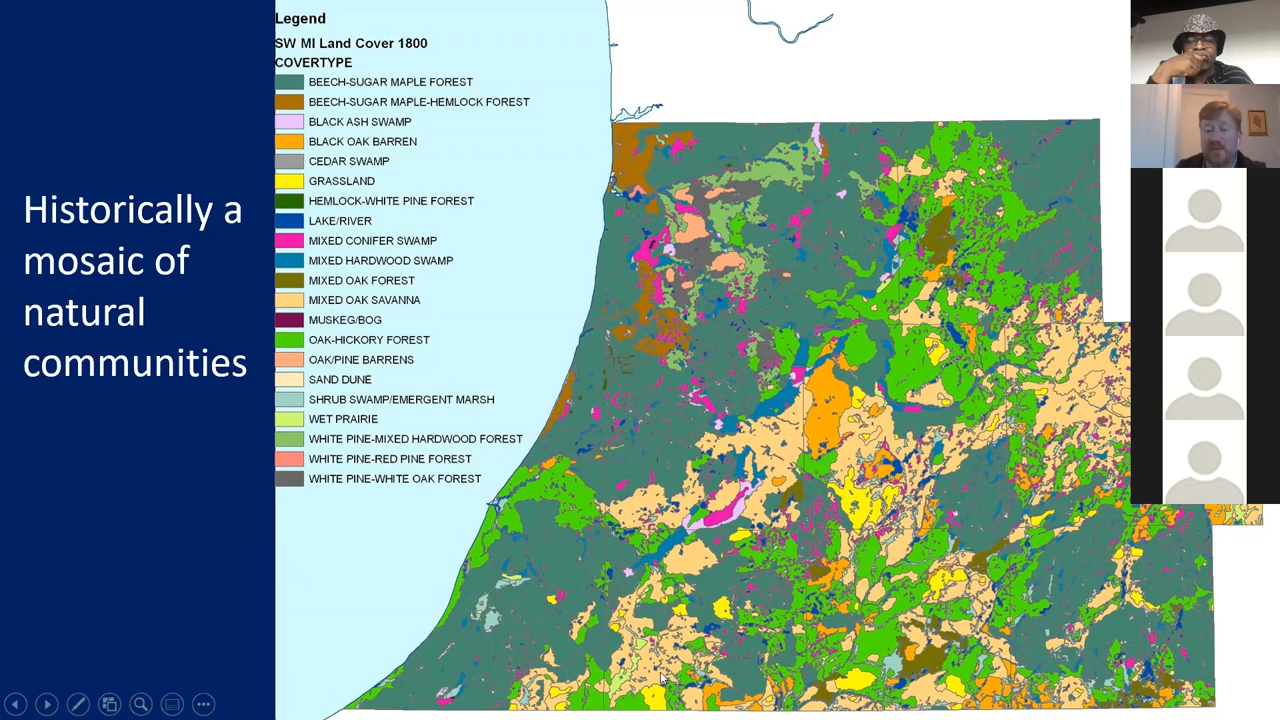 Historically a
mosaic of
natural
communities
Legend
SW MI Land Cover 1800
COVERTYPE
BEECH-SUGAR MAPLE FOREST
BEECH-SUGAR MAPLE-HEMLOCK FOREST
BLACK ASH SWAMP
BLACK OAK BARREN
CEDAR SWAMP
GRASSLAND
HEMLOCK-WHITE PINE FOREST
LAKE/RIVER
MIXED CONIFER SWAMP
MIXED HARDWOOD SWAMP
MIXED OAK FOREST
MIXED OAK SAVANNA
MUSKEG/BOG
OAK-HICKORY FOREST
OAK/PINE BARRENS
SAND DUNE
SHRUB SWAMP/EMERGENT MARSH
WET PRAIRIE
WHITE PINE-MIXED HARDWOOD FOREST
WHITE PINE-RED PINE FOREST
WHITE PINE-WHITE OAK FOREST